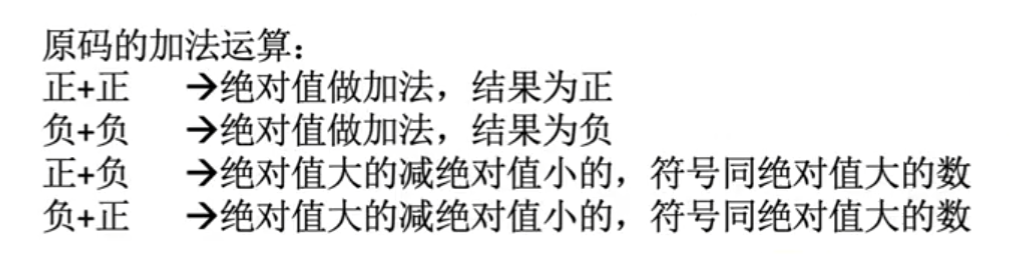 原码的加法运算：
正+正 →绝对值做加法，结果为正
负+负 →绝对值做加法，结果为负
正+负 →绝对值大的减绝对值小的，符号同绝对值大的数
负+正 →绝对值大的减绝对值小的，符号同绝对值大的数